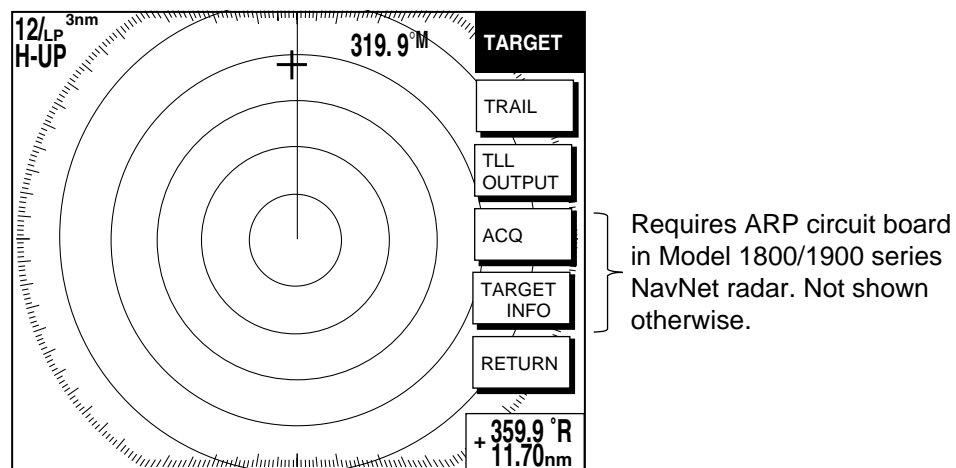 12/LP 3nm
H-UP
319.9°M
TARGET
TRAIL
TLL
OUTPUT
ACQ
TARGET
INFO
RETURN
+ 359.9 °R
11.70nm
Requires ARP circuit board
in Model 1800/1900 series
NavNet radar. Not shown
otherwise.